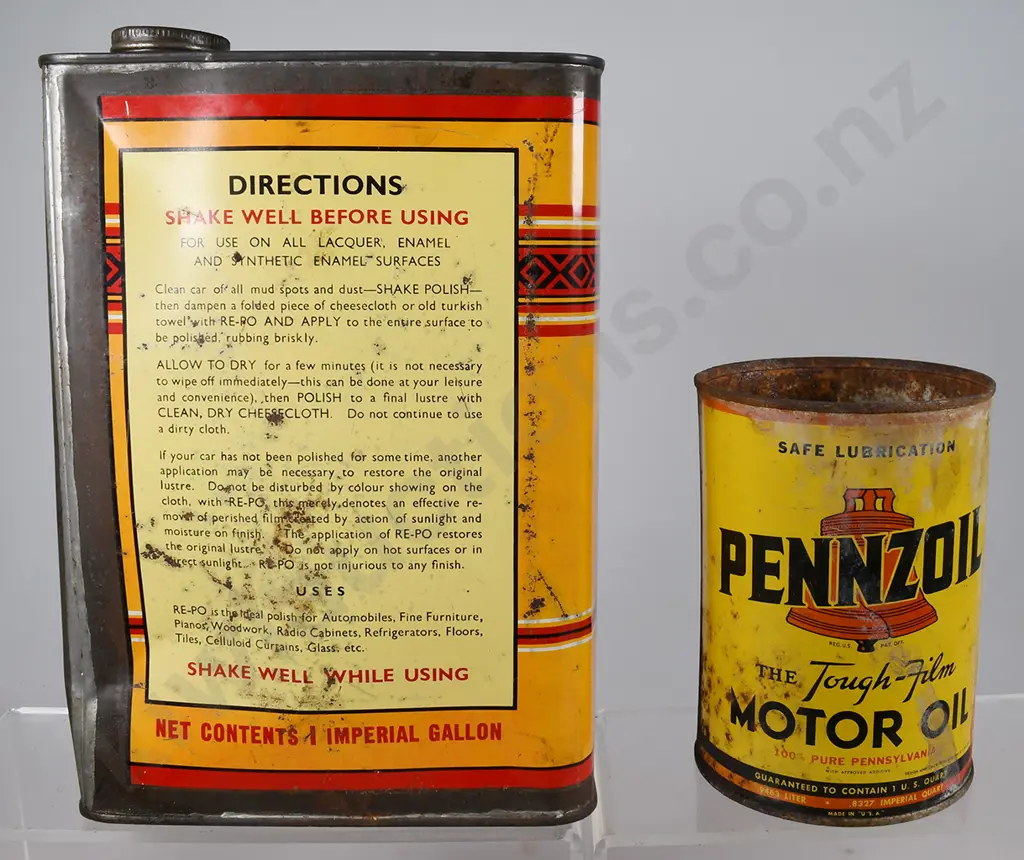 DIRECTIONS
SHAKE WELL BEFORE USING
FOR USE ON ALL LACQUER, ENAMEL
AND SYNTHETIC ENAMEL SURFACES
Clean car of all mud spots and dust—SHAKE POLISH—
then dampen a folded piece of cheesecloth or old turkish
towel with RE-PO AND APPLY to the entire surface to
be polished, rubbing briskly.
ALLOW TO DRY for a few minutes (it is not necessary
to wipe off immediately—this can be done at your leisure
and convenience), then POLISH to a final lustre with
CLEAN, DRY CHEESECLOTH. Do not continue to use
a dirty cloth.
If your car has not been polished for some time, another
application may be necessary to restore the original
lustre. Do not be disturbed by colour showing on the
cloth, with RE-PO, this merely denotes an effective re-
moval of perished film created by action of sunlight and
moisture on finish. The application of RE-PO restores
the original lustre. Do not apply on hot surfaces or in
direct sunlight. RE-PO is not injurious to any finish.
USES
RE-PO is the ideal polish for Automobiles, Fine Furniture,
Pianos, Woodwork, Radio Cabinets, Refrigerators, Floors,
Tiles, Celluloid Curtains, Glass, etc.
SHAKE WELL WHILE USING
NET CONTENTS 1 IMPERIAL GALLON
SAFE LUBRICATION
PENNZOIL
REG. U.S. PAT. OFF.
THE Tough-Film
MOTOR OIL
100% PURE PENNSYLVANIA
WITH APPROVED ADDITIVE
GUARANTEED TO CONTAIN 1 U. S. QUART
.9463 LITER • .8327 IMPERIAL QUART
MADE IN "U.S.A."
ons.co.nz